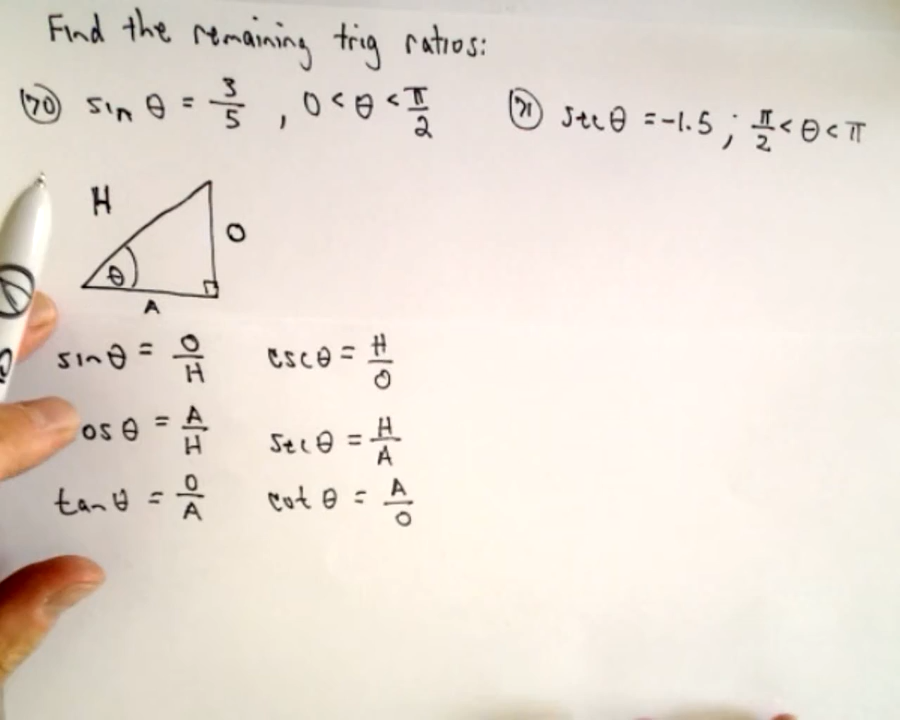 Find the remaining trig ratios:
(70) sin θ = 3/5 , 0 < θ < π/2
(71) sec θ = -1.5 ; π/2 < θ < π
H
O
θ
A
sin θ = O/H csc θ = H/O
os θ = A/H sec θ = H/A
tan θ = O/A cot θ = A/O